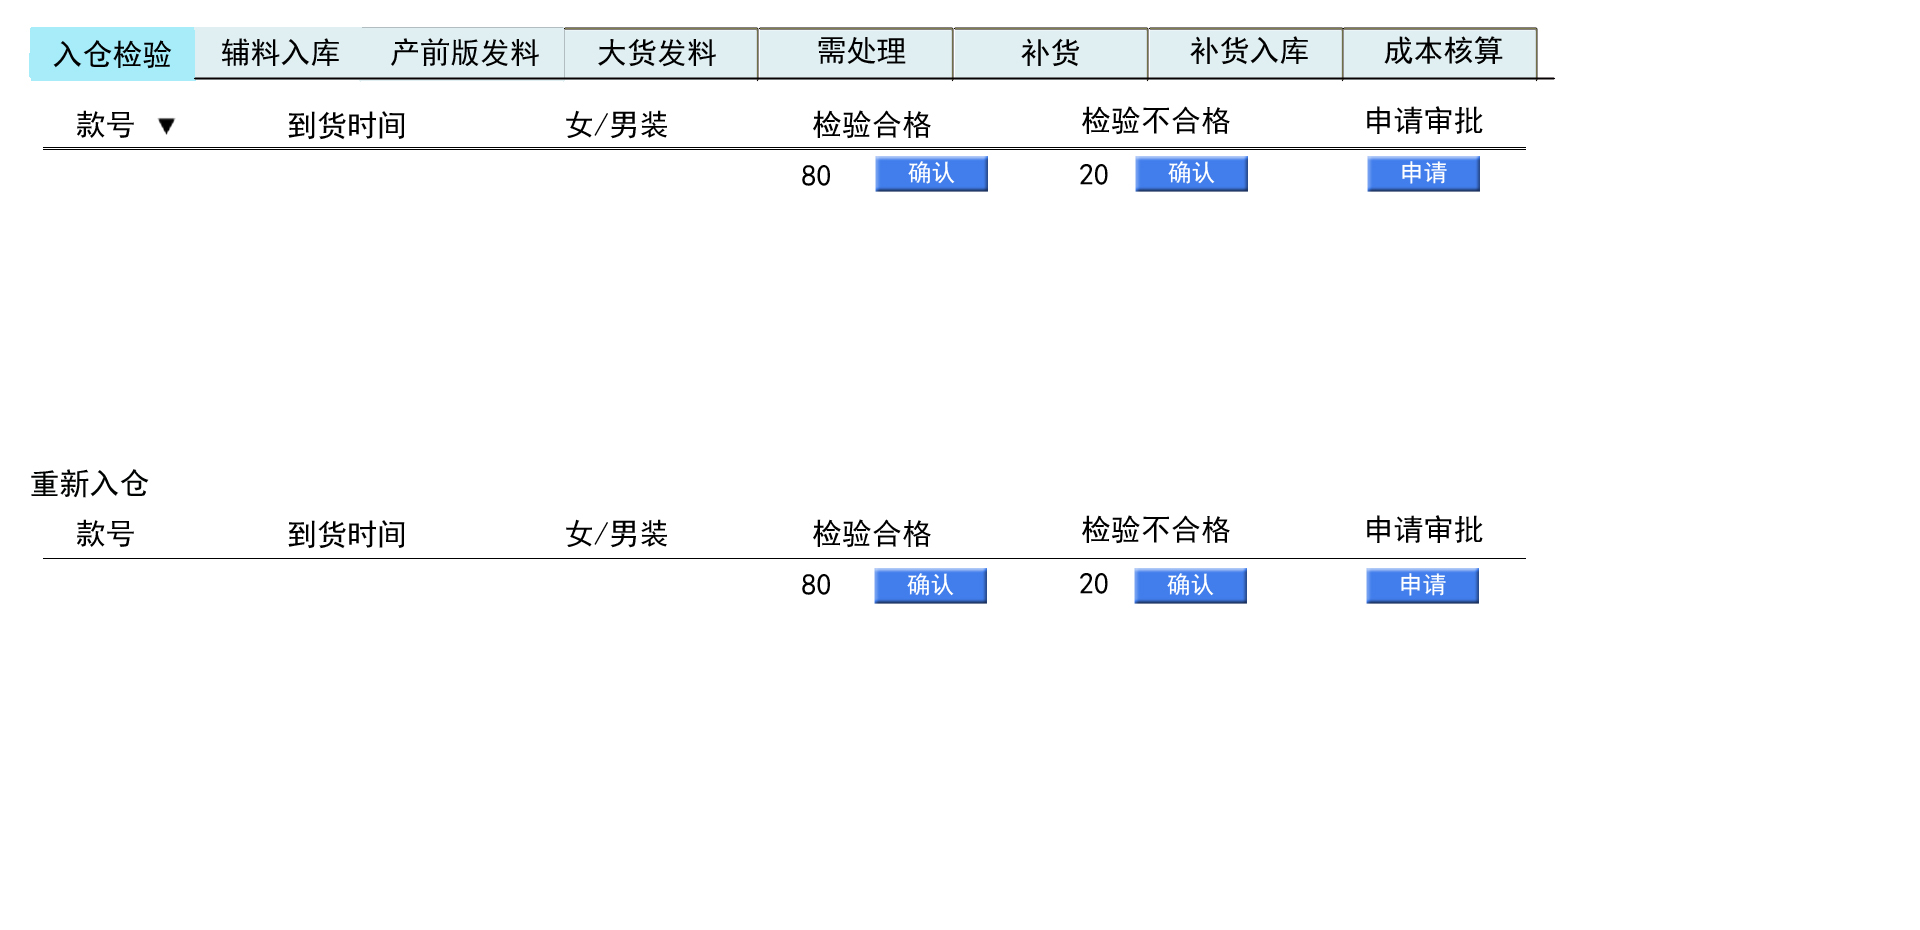 入仓检验 辅料入库 产前版发料 大货发料 需处理 补货 补货入库 成本核算
款号 ▼ 到货时间 女/男装 检验合格 检验不合格 申请审批
80 确认 20 确认 申请
重新入仓
款号 到货时间 女/男装 检验合格 检验不合格 申请审批
80 确认 20 确认 申请